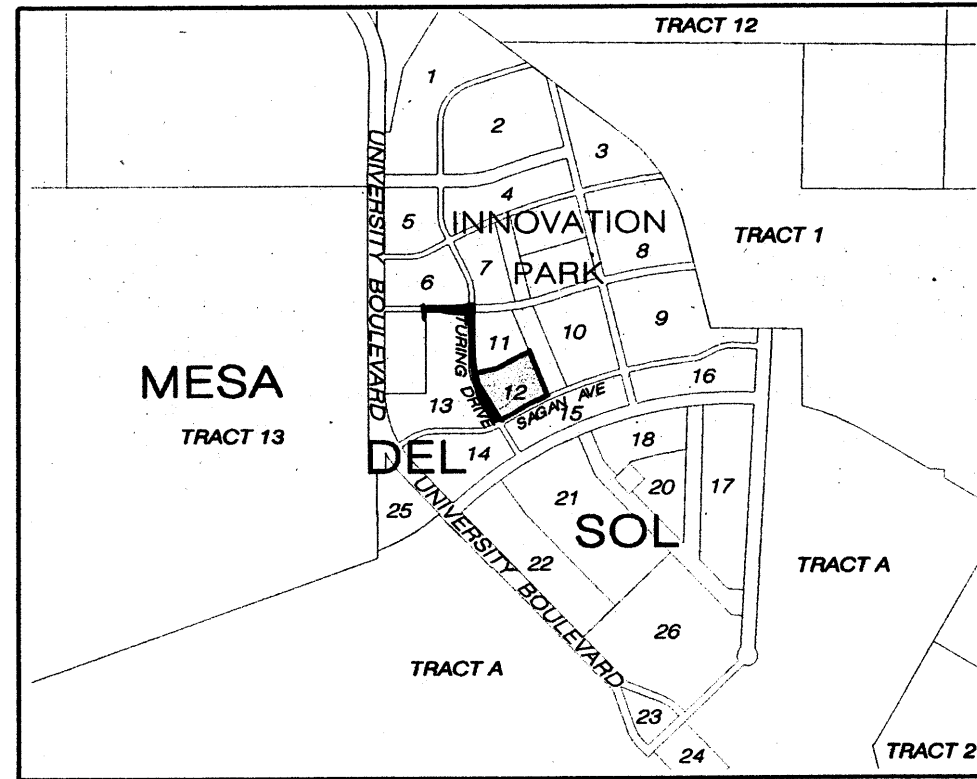 TRACT 12
1
2
3
UNIVERSITY BOULEVARD
4
5
INNOVATION
PARK
TRACT 1
8
7
6
TURING DRIVE
9
10
11
MESA
12
16
13
SAGAN AVE
15
TRACT 13
14
18
DEL
20
17
21
25
SOL
UNIVERSITY BOULEVARD
22
TRACT A
26
TRACT A
23
24
TRACT 2